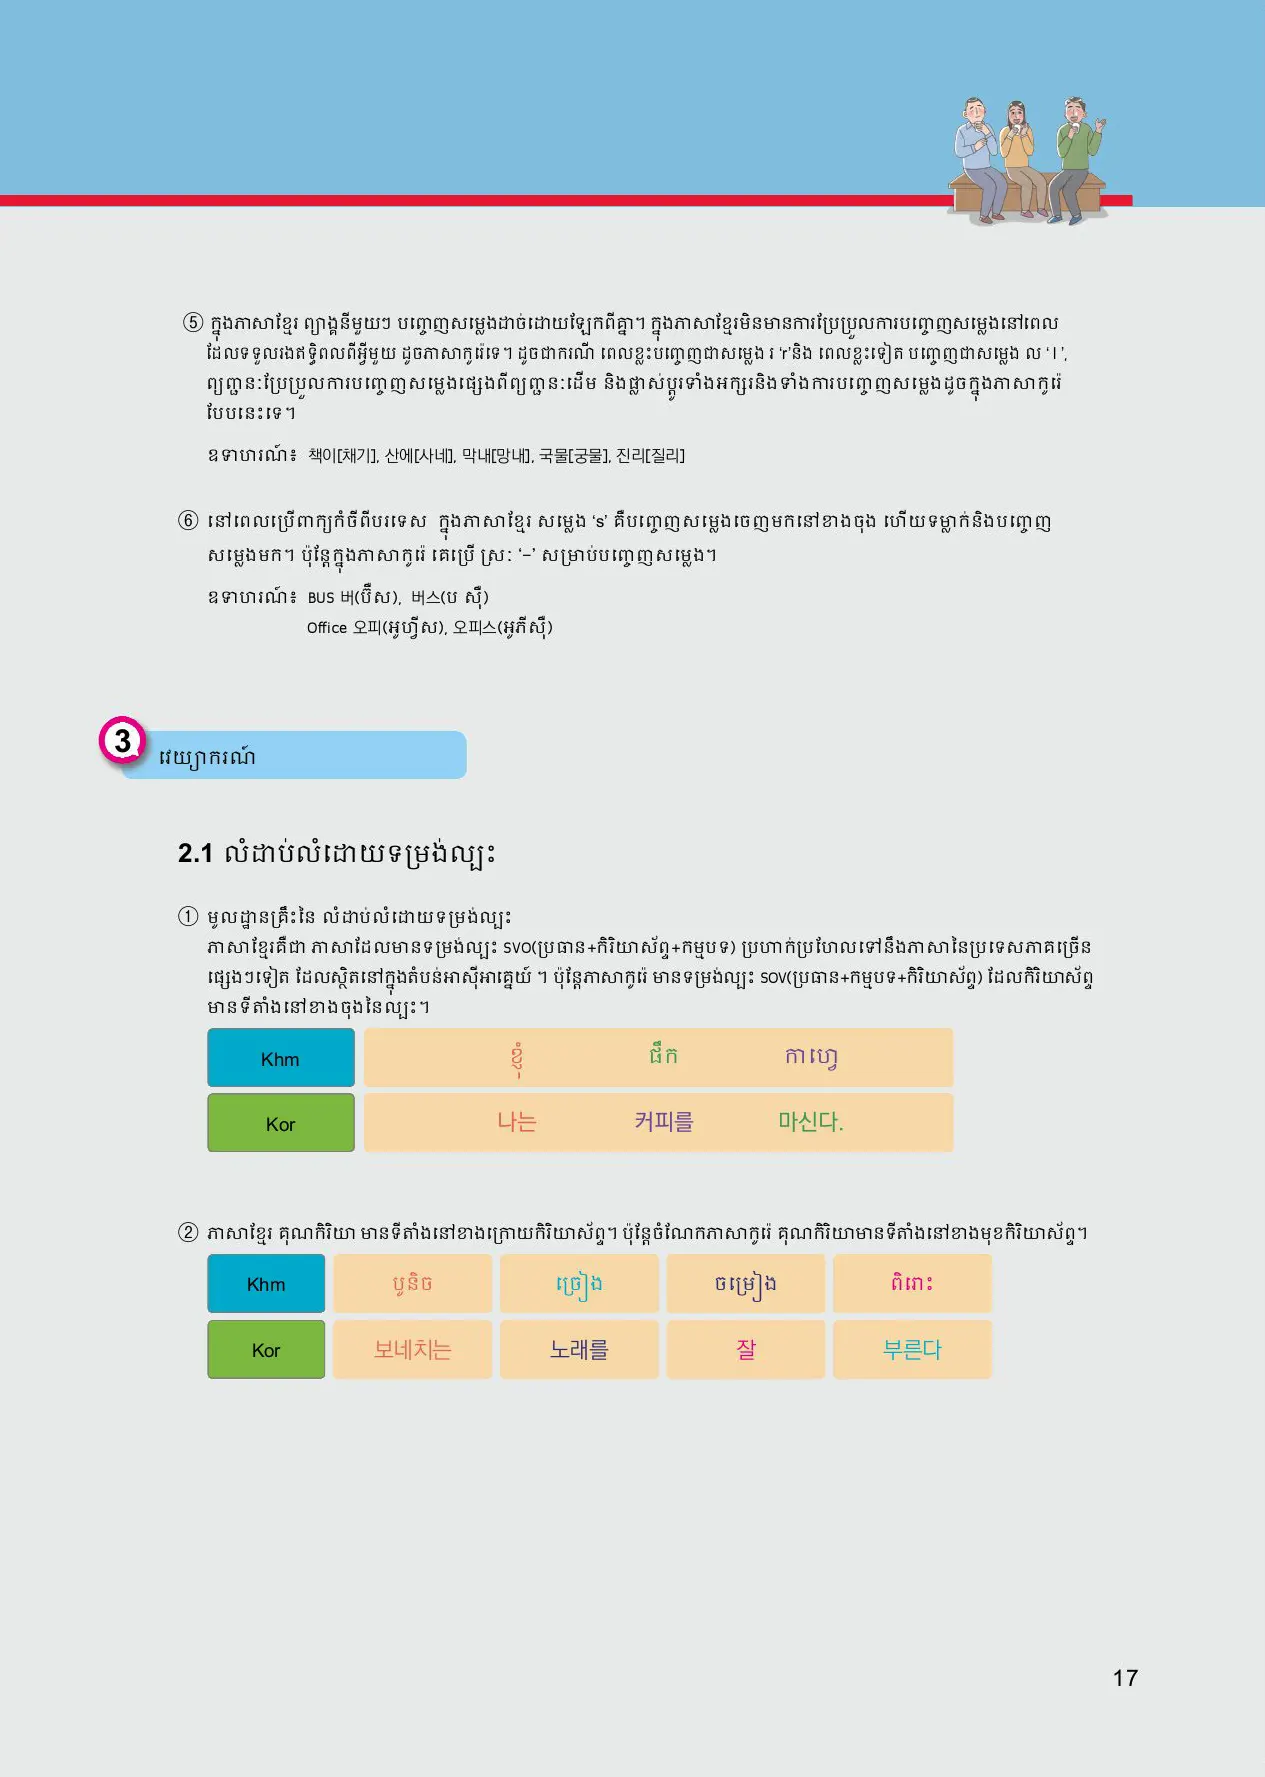 ⑤ ក្នុងភាសាខ្មែរ ព្យាង្គនីមួយៗ បញ្ចេញសម្លេងដាច់ដោយឡែកពីគ្នា។ ក្នុងភាសាខ្មែរមិនមានការប្រែប្រួលការបញ្ចេញសម្លេងនៅពេល
ដែលទទួលរងឥទ្ធិពលពីអ្វីមួយ ដូចភាសាកូរ៉េទេ។ ដូចជាករណី ពេលខ្លះបញ្ចេញជាសម្លេង រ ‘r’និង ពេលខ្លះទៀត បញ្ចេញជាសម្លេង ល ‘ l ’,
ព្យញ្ជនៈប្រែប្រួលការបញ្ចេញសម្លេងផ្សេងពីព្យញ្ជនៈដើម និងផ្លាស់ប្តូរទាំងអក្សរនិងទាំងការបញ្ចេញសម្លេងដូចក្នុងភាសាកូរ៉េ
បែបនេះទេ។
ឧទាហរណ៍៖ 책이[채기], 산에[사네], 막내[망내], 국물[궁물], 진리[질리]
⑥ នៅពេលប្រើពាក្យកំចីពីបរទេស ក្នុងភាសាខ្មែរ សម្លេង ‘s’ គឺបញ្ចេញសម្លេងចេញមកនៅខាងចុង ហើយទម្លាក់និងបញ្ចេញ
សម្លេងមក។ ប៉ុន្តែក្នុងភាសាកូរ៉េ គេប្រើ ស្រៈ ‘ㅡ’ សម្រាប់បញ្ចេញសម្លេង។
ឧទាហរណ៍៖ BUS 버(ប៊ឺស), 버스(ប ស៊ឺ)
Office 오피(អូហ្វីស), 오피스(អូភីស៊ឺ)
3 វេយ្យាករណ៍
2.1 លំដាប់លំដោយទម្រង់ល្បះ
① មូលដ្ឋានគ្រឹះនៃ លំដាប់លំដោយទម្រង់ល្បះ
ភាសាខ្មែរគឺជា ភាសាដែលមានទម្រង់ល្បះ SVO(ប្រធាន+កិរិយាស័ព្ទ+កម្មបទ) ប្រហាក់ប្រហែលទៅនឹងភាសានៃប្រទេសភាគច្រើន
ផ្សេងៗទៀត ដែលស្ថិតនៅក្នុងតំបន់អាស៊ីអាគ្នេយ៍ ។ ប៉ុន្តែភាសាកូរ៉េ មានទម្រង់ល្បះ SOV(ប្រធាន+កម្មបទ+កិរិយាស័ព្ទ) ដែលកិរិយាស័ព្ទ
មានទីតាំងនៅខាងចុងនៃល្បះ។
Khm ខ្ញុំ ផឹក កាហ្វេ
Kor 나는 커피를 마신다.
② ភាសាខ្មែរ គុណកិរិយា មានទីតាំងនៅខាងក្រោយកិរិយាស័ព្ទ។ ប៉ុន្តែចំណែកភាសាកូរ៉េ គុណកិរិយាមានទីតាំងនៅខាងមុខកិរិយាស័ព្ទ។
Khm បូនិច ច្រៀង ចម្រៀង ពិរោះ
Kor 보네치는 노래를 잘 부른다
17